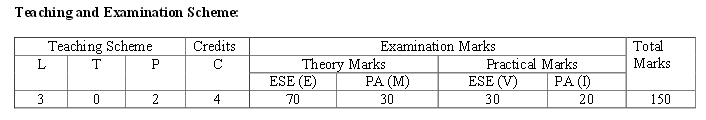 Teaching and Examination Scheme:
Teaching Scheme Credits Examination Marks Total Marks
L T P C Theory Marks Practical Marks
ESE (E) PA (M) ESE (V) PA (I)
3 0 2 4 70 30 30 20 150